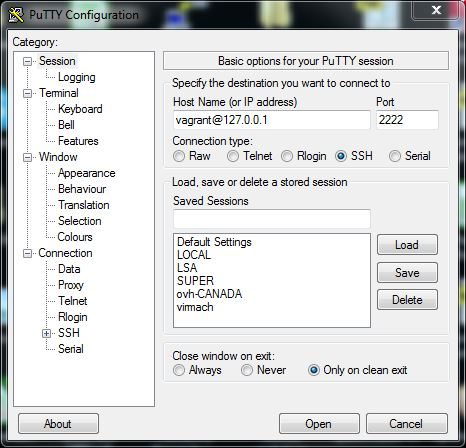 PuTTY Configuration
Category:
Session
Logging
Terminal
Keyboard
Bell
Features
Window
Appearance
Behaviour
Translation
Selection
Colours
Connection
Data
Proxy
Telnet
Rlogin
SSH
Serial
Basic options for your PuTTY session
Specify the destination you want to connect to
Host Name (or IP address) Port
vagrant@127.0.0.1 2222
Connection type:
Raw Telnet Rlogin SSH Serial
Load, save or delete a stored session
Saved Sessions
Default Settings
LOCAL
LSA
SUPER
ovh-CANADA
virmach
Load
Save
Delete
Close window on exit:
Always Never Only on clean exit
About Open Cancel